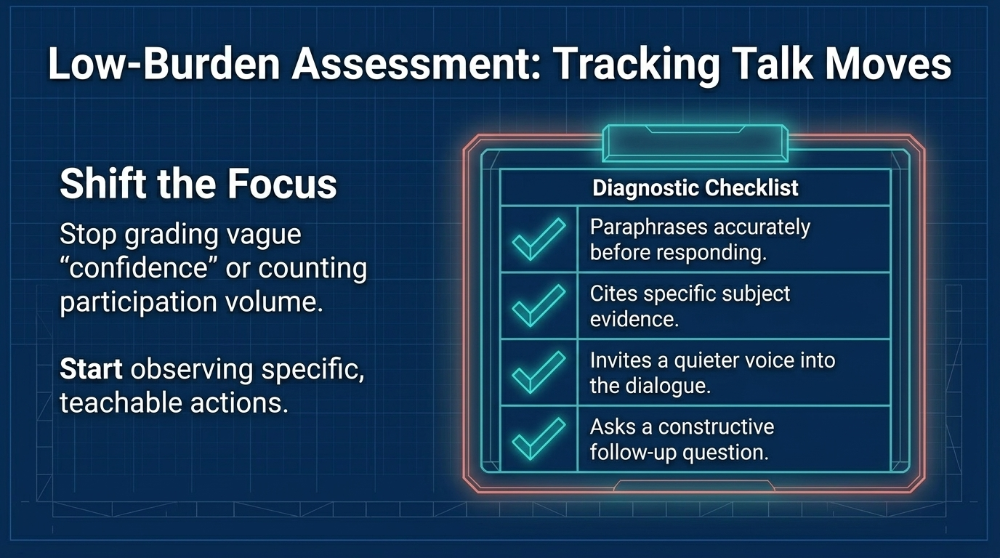 Low-Burden Assessment: Tracking Talk Moves
Shift the Focus
Stop grading vague
“confidence” or counting
participation volume.
Start observing specific,
teachable actions.
Diagnostic Checklist
Paraphrases accurately
before responding.
Cites specific subject
evidence.
Invites a quieter voice into
the dialogue.
Asks a constructive
follow-up question.